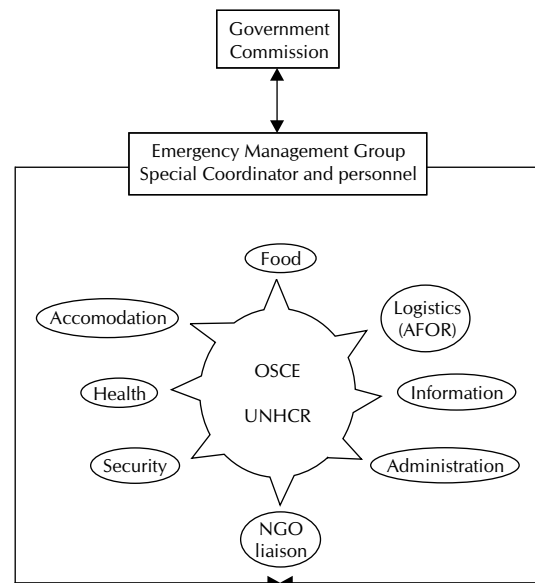 Government
Commission
Emergency Management Group
Special Coordinator and personnel
Food
Accomodation
Logistics
(AFOR)
OSCE
Health
Information
UNHCR
Security
Administration
NGO
liaison